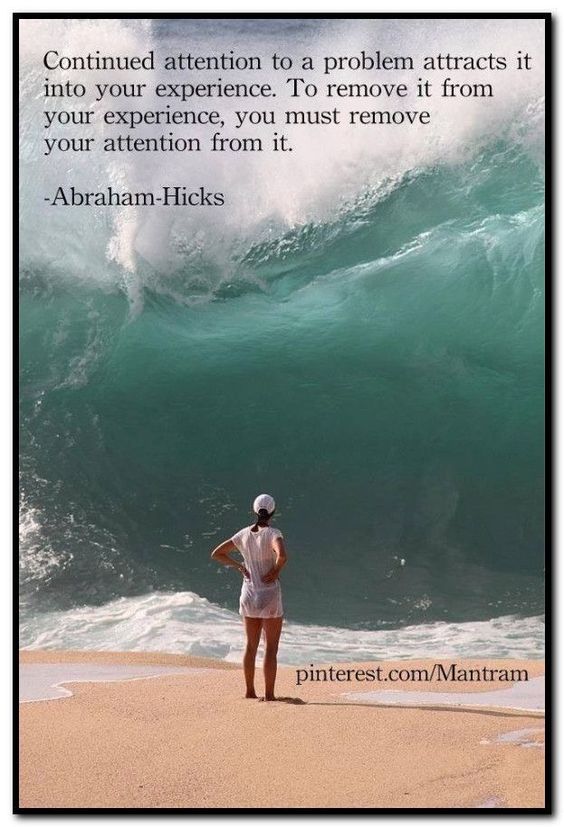 Continued attention to a problem attracts it
into your experience. To remove it from
your experience, you must remove
your attention from it.
-Abraham-Hicks
pinterest.com/Mantram